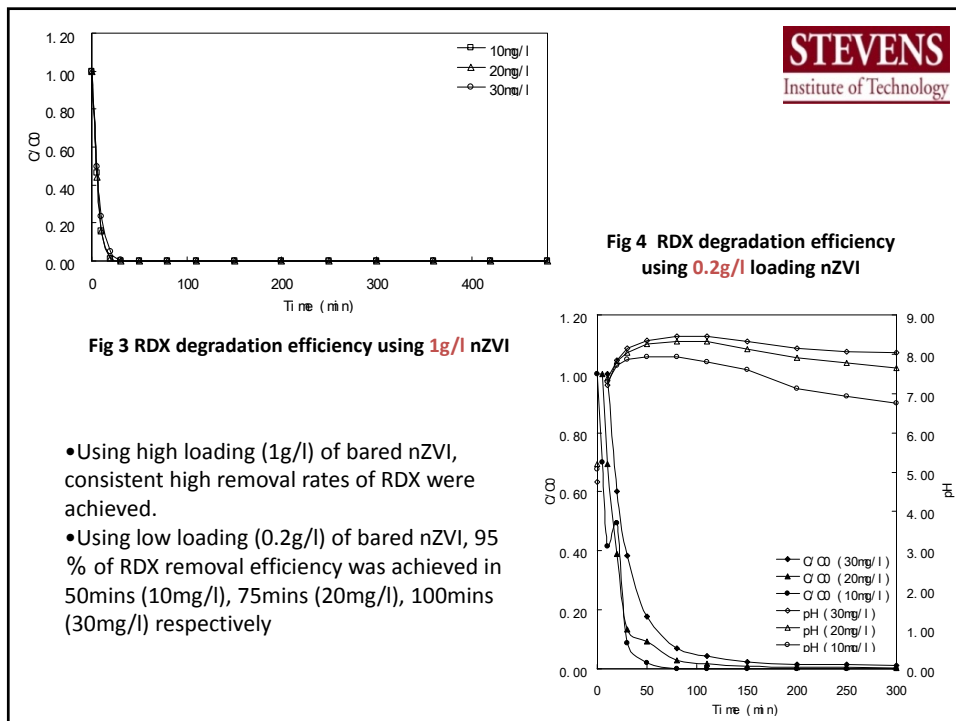 STEVENS
Institute of Technology
1.20
1.00
0.80
0.60
0.40
0.20
0.00
C/C0
10mg/l
20mg/l
30mg/l
0 100 200 300 400
Time (min)
Fig 3 RDX degradation efficiency using 1g/l nZVI
•Using high loading (1g/l) of bared nZVI,
consistent high removal rates of RDX were
achieved.
•Using low loading (0.2g/l) of bared nZVI, 95
% of RDX removal efficiency was achieved in
50mins (10mg/l), 75mins (20mg/l), 100mins
(30mg/l) respectively
Fig 4 RDX degradation efficiency
using 0.2g/l loading nZVI
1.20
1.00
0.80
0.60
0.40
0.20
0.00
C/C0
9.00
8.00
7.00
6.00
5.00
4.00
3.00
2.00
1.00
0.00
pH
C/C0 (30mg/l)
C/C0 (20mg/l)
C/C0 (10mg/l)
pH (30mg/l)
pH (20mg/l)
pH (10mg/l)
0 50 100 150 200 250 300
Time (min)